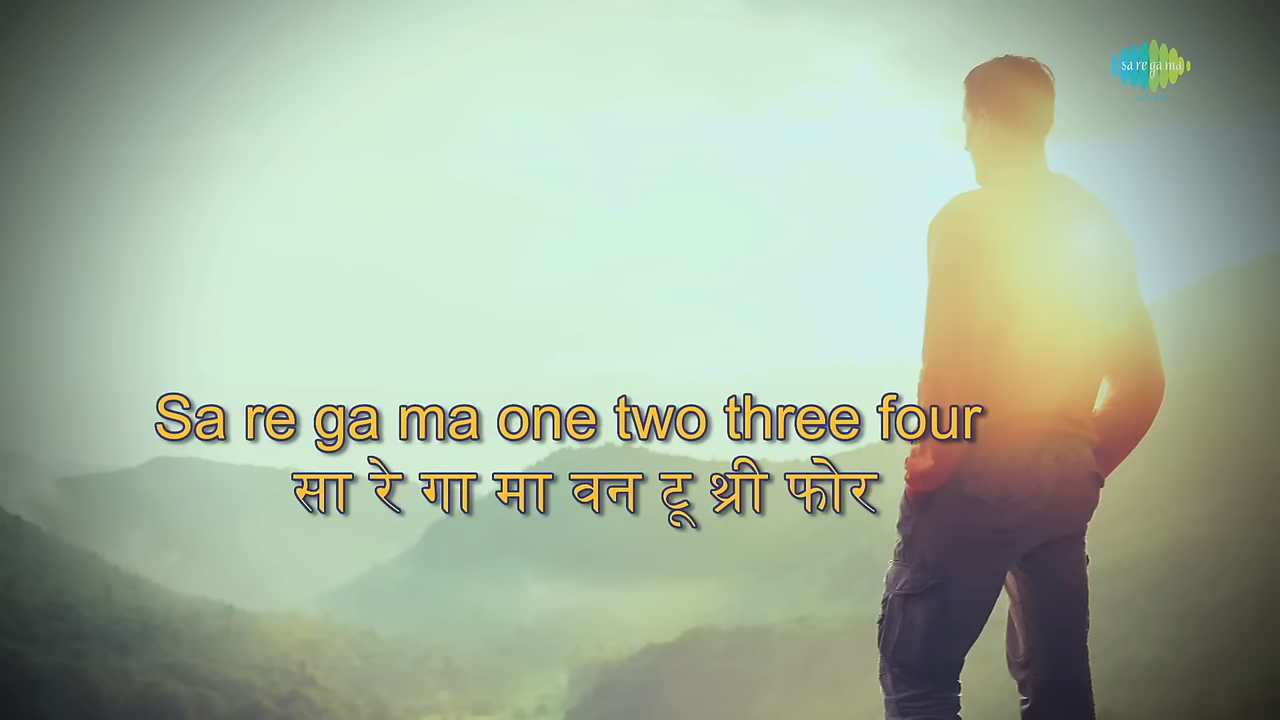 sa re ga ma
Sa re ga ma one two three four
सा रे गा मा वन टू थ्री फोर